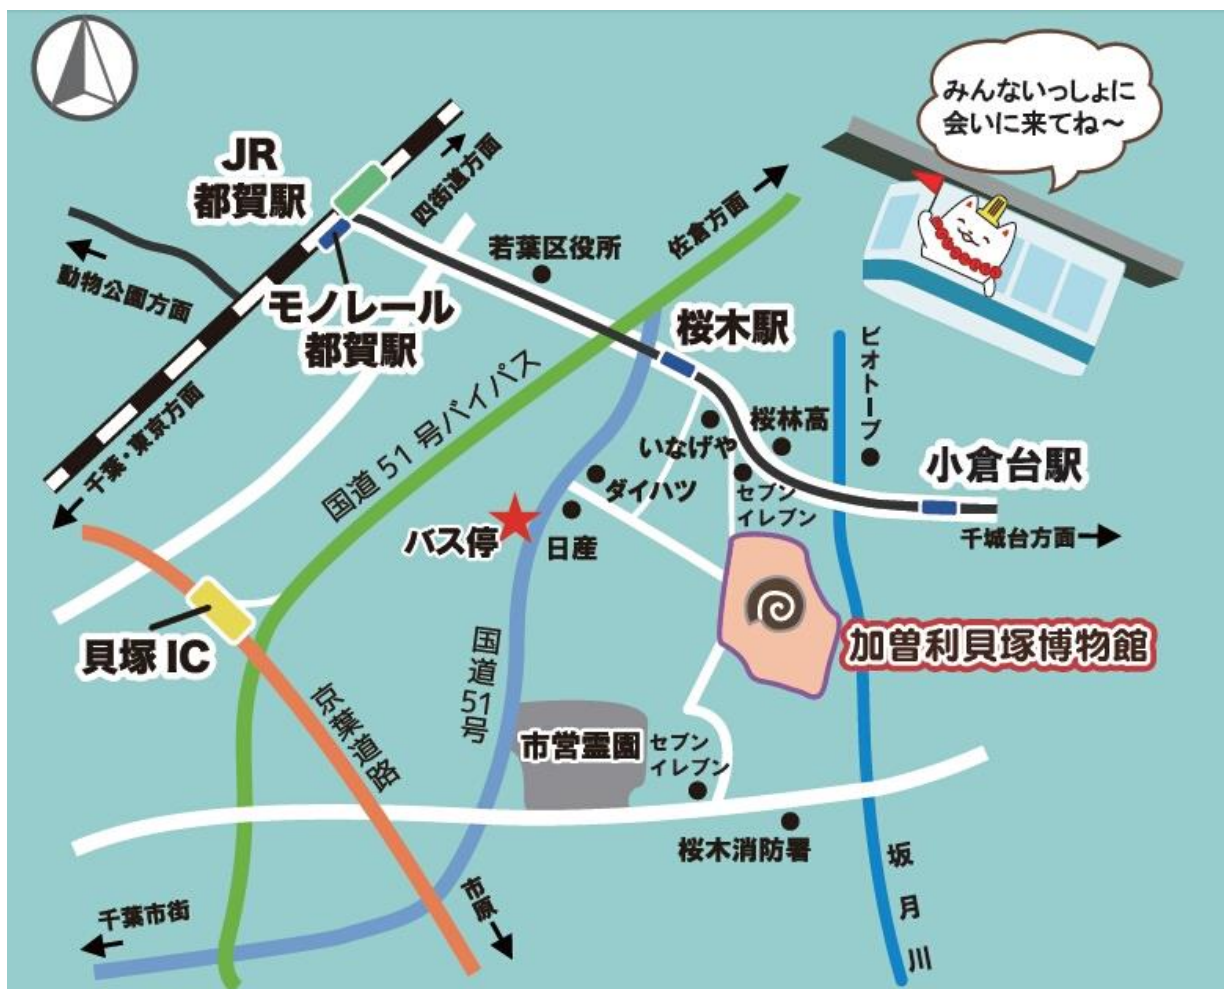 みんないっしょに
会いに来てね～
JR
都賀駅
四街道方面
動物公園方面
モノレール
都賀駅
若葉区役所
佐倉方面
桜木駅
千葉・東京方面
国道51号バイパス
ビオトープ
いなげや
桜林高
ダイハツ
セブン
イレブン
小倉台駅
千城台方面
バス停
日産
貝塚IC
加曽利貝塚博物館
国道51号
京葉道路
市営霊園
セブン
イレブン
桜木消防署
坂月川
千葉市街
市原